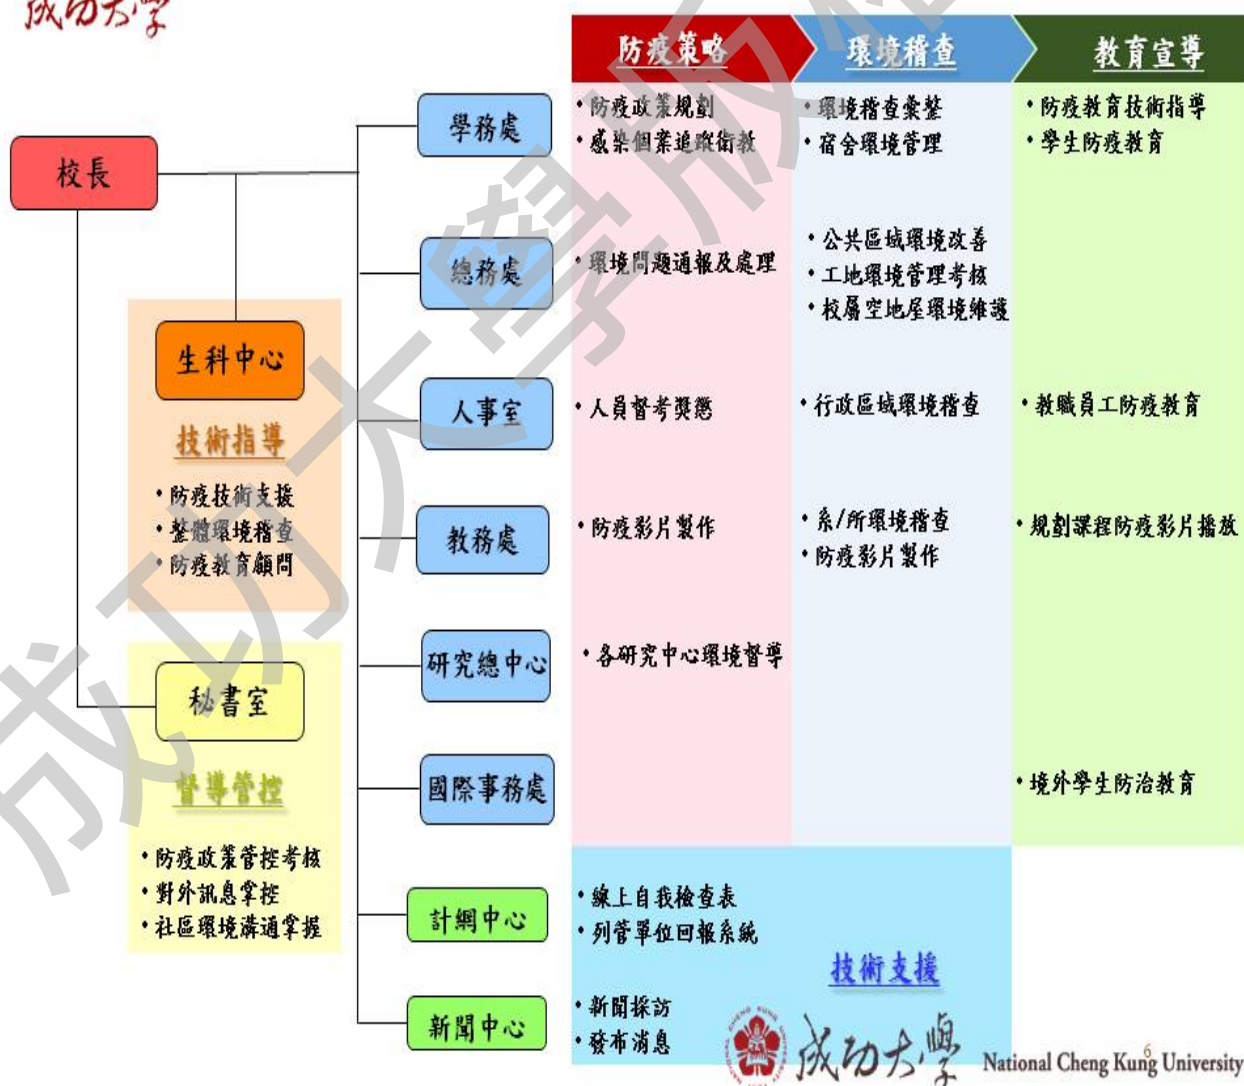 成功大學
防疫策略
環境稽查
教育宣導
校長
學務處
・防疫政策規劃
・感染個案追蹤衛教
・環境稽查彙整
・宿舍環境管理
・防疫教育技術指導
・學生防疫教育
總務處
・環境問題通報及處理
・公共區域環境改善
・工地環境管理考核
・校屬空地屋環境維護
生科中心
技術指導
・防疫技術支援
・整體環境稽查
・防疫教育顧問
人事室
・人員督考獎懲
・行政區域環境稽查
・教職員工防疫教育
教務處
・防疫影片製作
・系/所環境稽查
・防疫影片製作
・規劃課程防疫影片播放
研究總中心
・各研究中心環境督導
秘書室
督導管控
・防疫政策管控考核
・對外訊息掌控
・社區環境溝通掌握
國際事務處
・境外學生防治教育
計網中心
・線上自我檢查表
・列管單位回報系統
技術支援
新聞中心
・新聞採訪
・發布消息
成功大學
National Cheng Kung University
6
成功大學版權